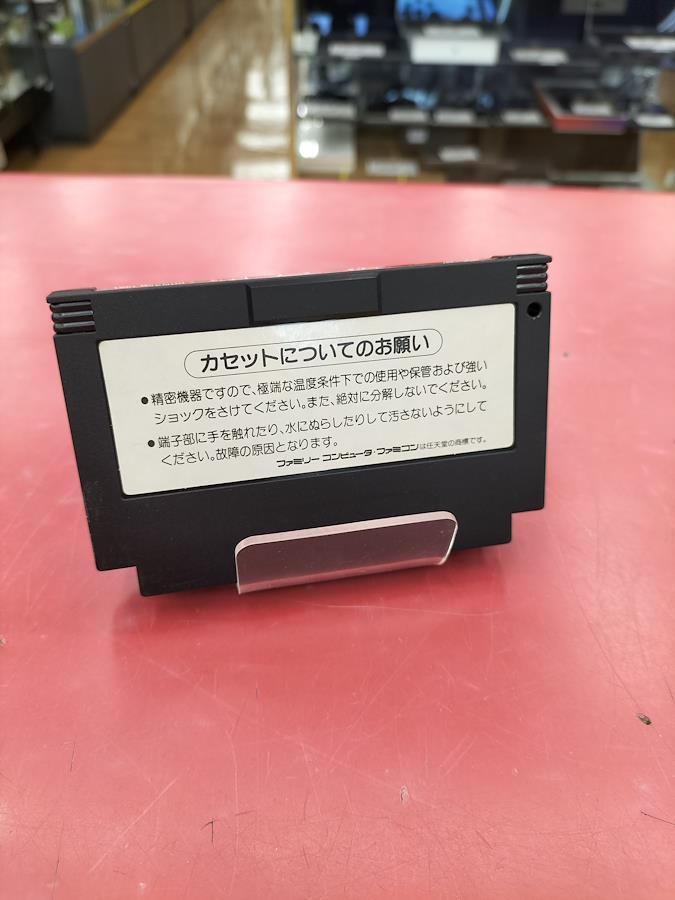 カセットについてのお願い
●精密機器ですので、極端な温度条件下での使用や保管および強い
ショックをさけてください。また、絶対に分解しないでください。
●端子部に手を触れたり、水にぬらしたりして汚さないようにして
ください。故障の原因となります。
ファミリー コンピュータ・ファミコンは任天堂の商標です。